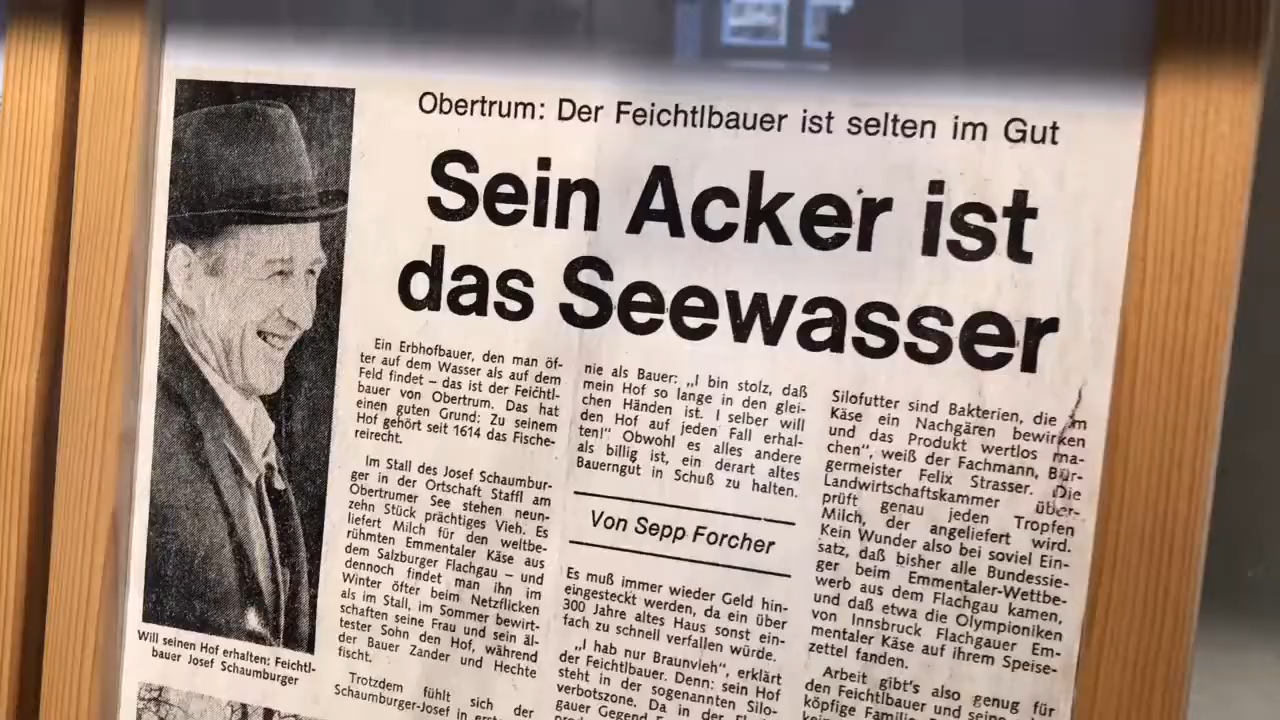 Obertrum: Der Feichtlbauer ist selten im Gut
Sein Acker ist
das Seewasser
Ein Erbhofbauer, den man öf-
ter auf dem Wasser als auf dem
Feld findet – das ist der Feichtl-
bauer von Obertrum. Das hat
einen guten Grund: Zu seinem
Hof gehört seit 1614 das Fische-
reirecht.
Im Stall des Josef Schaumbur-
ger in der Ortschaft Staffl am
Obertrumer See stehen neun-
zehn Stück prächtiges Vieh. Es
liefert Milch für den weltbe-
rühmten Emmentaler Käse aus
dem Salzburger Flachgau – und
dennoch findet man ihn im
Winter öfter beim Netzflicken
als im Stall, im Sommer bewirt-
schaften seine Frau und sein äl-
tester Sohn den Hof, während
der Bauer Zander und Hechte
fischt.
Trotzdem fühlt sich der
Schaumburger-Josef in
nie als Bauer: „I bin stolz, daß
mein Hof so lange in den glei-
chen Händen ist. I selber will
den Hof auf jeden Fall erhal-
ten!“ Obwohl es alles andere
als billig ist, ein derart altes
Bauerngut in Schuß zu halten.
Von Sepp Forcher
Es muß immer wieder Geld hin-
eingesteckt werden, da ein über
300 Jahre altes Haus sonst ein-
fach zu schnell verfallen würde.
„I hab nur Braunvieh“, erklärt
der Feichtlbauer. Denn: sein Hof
steht in der sogenannten Silo-
verbotszone. Da in der
gauer Gegend
Silofutter sind Bakterien, die im
Käse ein Nachgären bewirken
und das Produkt wertlos ma-
chen“, weiß der Fachmann, Bür-
germeister Felix Strasser. Die
Landwirtschaftskammer über-
prüft genau jeden Tropfen
Milch, der angeliefert wird.
Kein Wunder also bei soviel Ein-
satz, daß bisher alle Bundessie-
ger beim Emmentaler-Wettbe-
werb aus dem Flachgau kamen,
und daß etwa die Olympioniken
von Innsbruck Flachgauer Em-
mentaler Käse auf ihrem Speise-
zettel fanden.
Arbeit gibt's also genug für
den Feichtlbauer und seine
köpfige Familie
Will seinen Hof erhalten: Feichtl-
bauer Josef Schaumburger